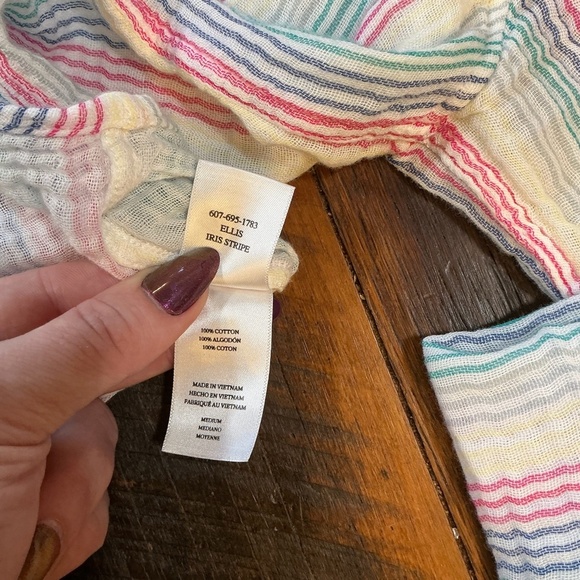 607-695-1783
ELLIS
IRIS STRIPE
100% COTTON
100% ALGODÓN
100% COTON
MADE IN VIETNAM
HECHO EN VIETNAM
FABRIQUÉ AU VIETNAM
MEDIUM
MEDIANO
MOYENNE